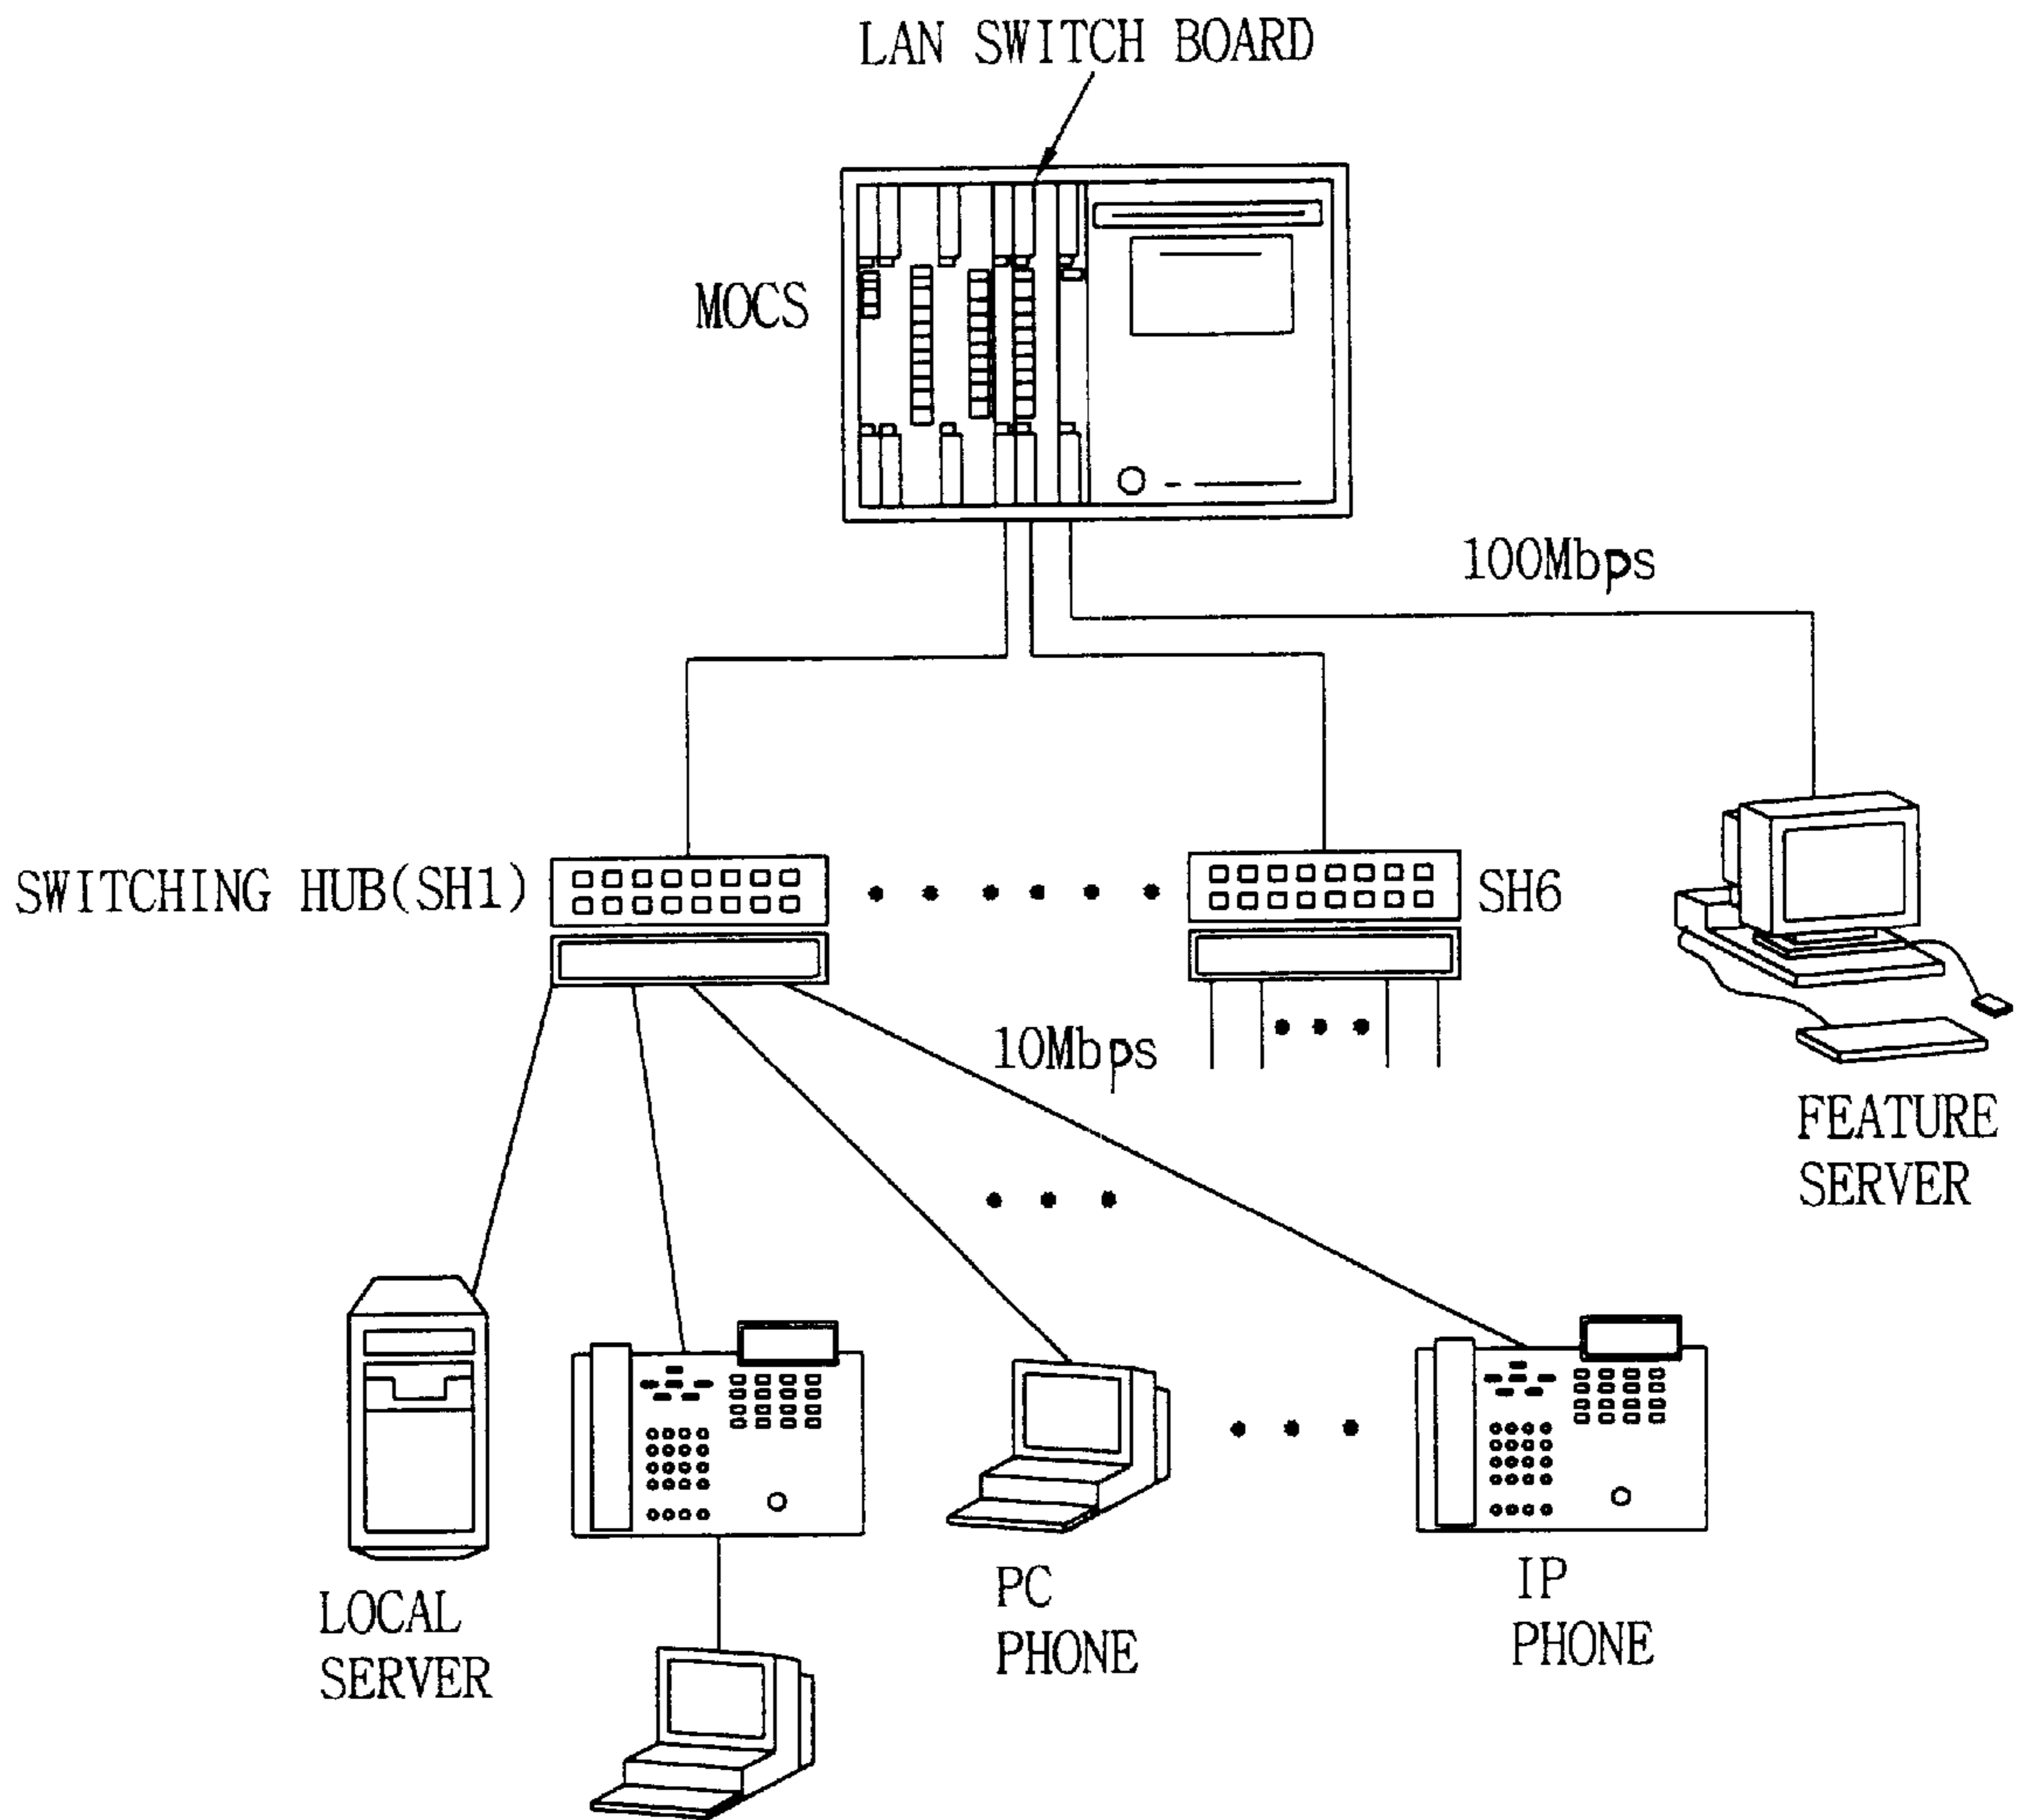 LAN SWITCH BOARD
MOCS
100Mbps
SWITCHING HUB(SH1)
SH6
10Mbps
FEATURE
SERVER
LOCAL
SERVER
PC
PHONE
IP
PHONE